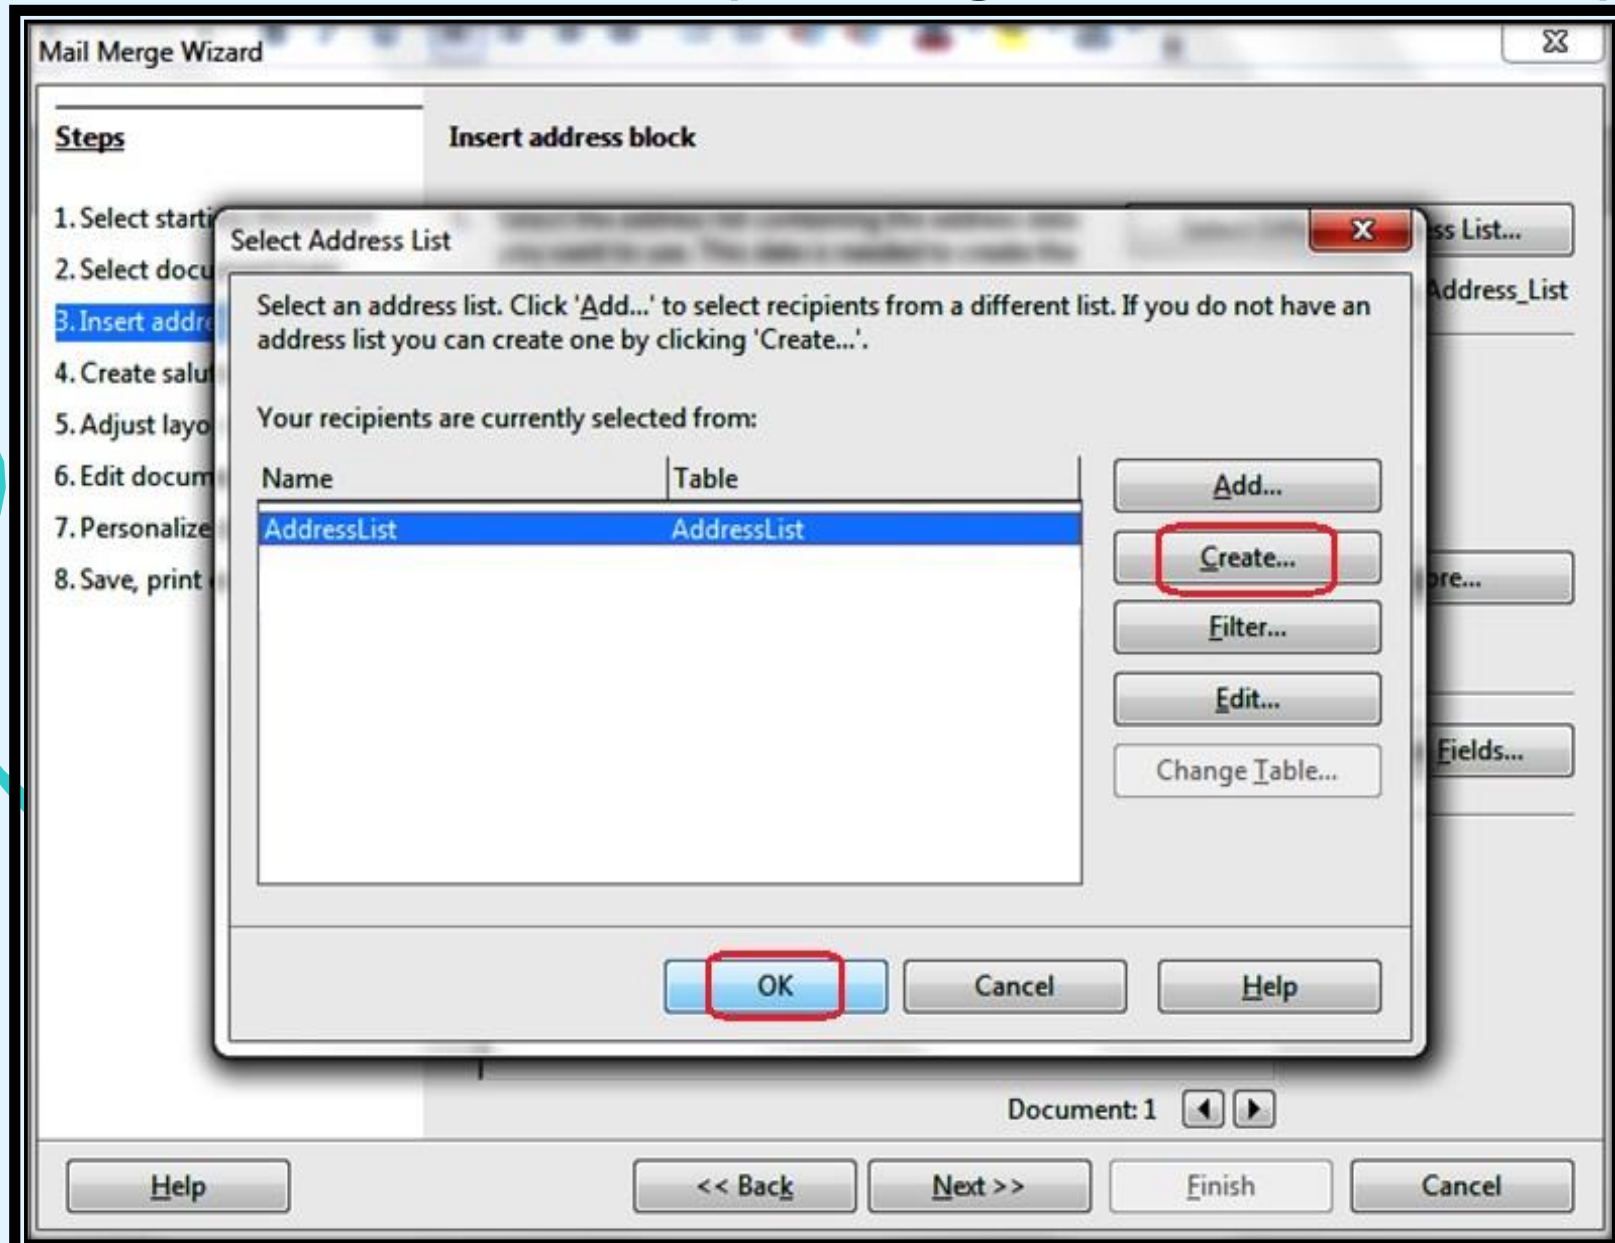 Mail Merge Wizard
Steps
Insert address block
1. Select starti
2. Select docu
3. Insert addre
4. Create salut
5. Adjust layo
6. Edit docum
7. Personalize
8. Save, print
ss List...
Address_List
ore...
Fields...
Select Address List
Select an address list. Click 'Add...' to select recipients from a different list. If you do not have an
address list you can create one by clicking 'Create...'.
Your recipients are currently selected from:
Name Table
AddressList AddressList
Add...
Create...
Filter...
Edit...
Change Table...
OK Cancel Help
Document: 1
Help << Back Next >> Finish Cancel